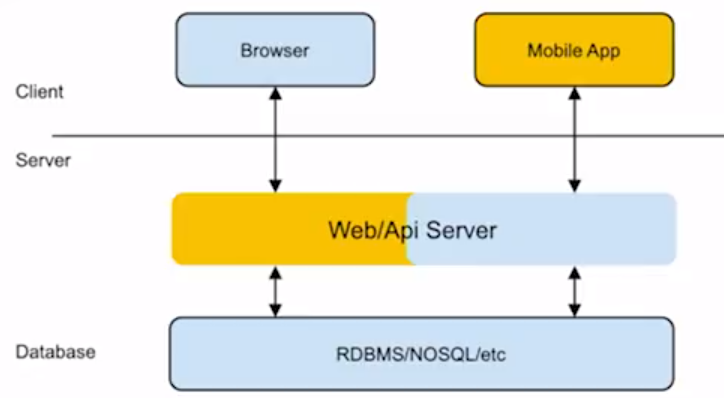 Browser
Mobile App
Client
Server
Web/Api Server
Database
RDBMS/NOSQL/etc